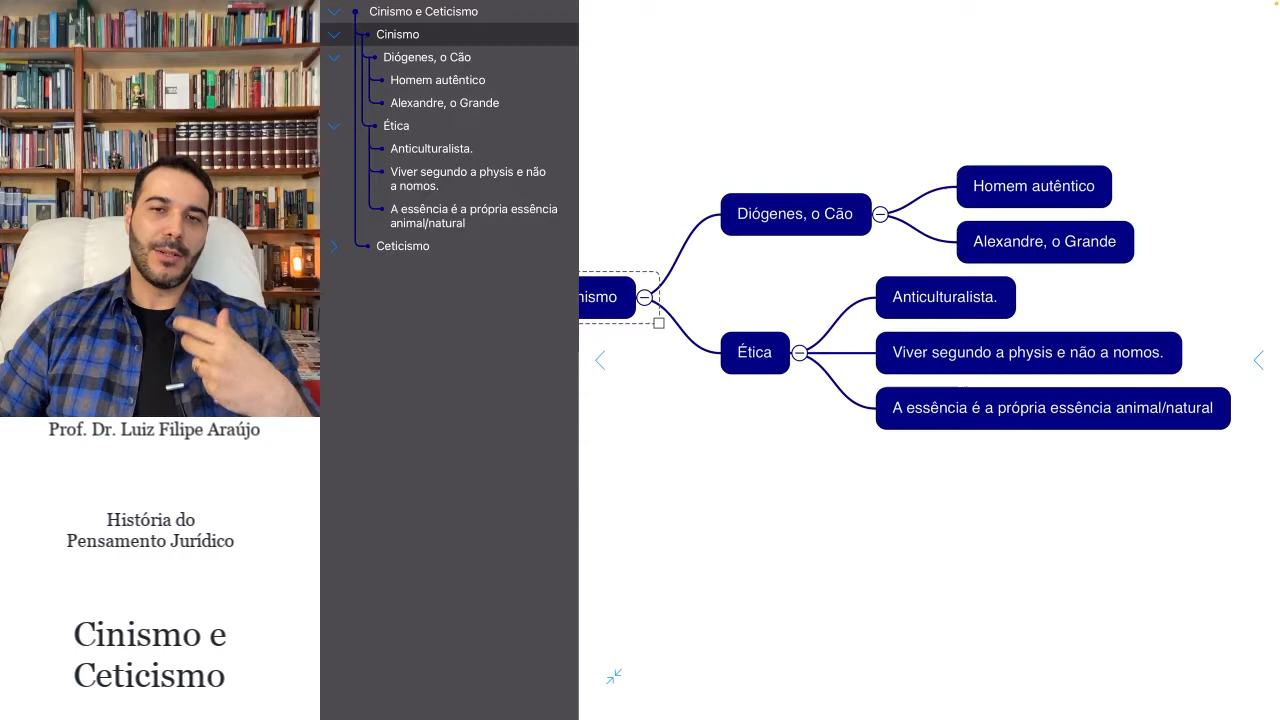 Prof. Dr. Luiz Filipe Araújo
História do
Pensamento Jurídico
Cinismo e
Ceticismo
Cinismo e Ceticismo
Cinismo
Diógenes, o Cão
Homem autêntico
Alexandre, o Grande
Ética
Anticulturalista.
Viver segundo a physis e não
a nomos.
A essência é a própria essência
animal/natural
Ceticismo
nismo
Diógenes, o Cão
Homem autêntico
Alexandre, o Grande
Ética
Anticulturalista.
Viver segundo a physis e não a nomos.
A essência é a própria essência animal/natural